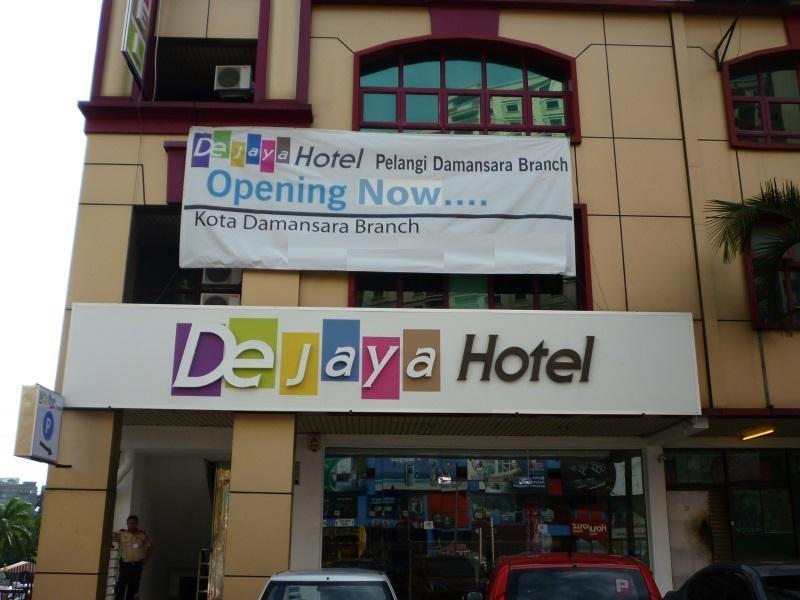 Dejaya Hotel Pelangi Damansara Branch
Opening Now....
Kota Damansara Branch
DeJaya Hotel
P
P